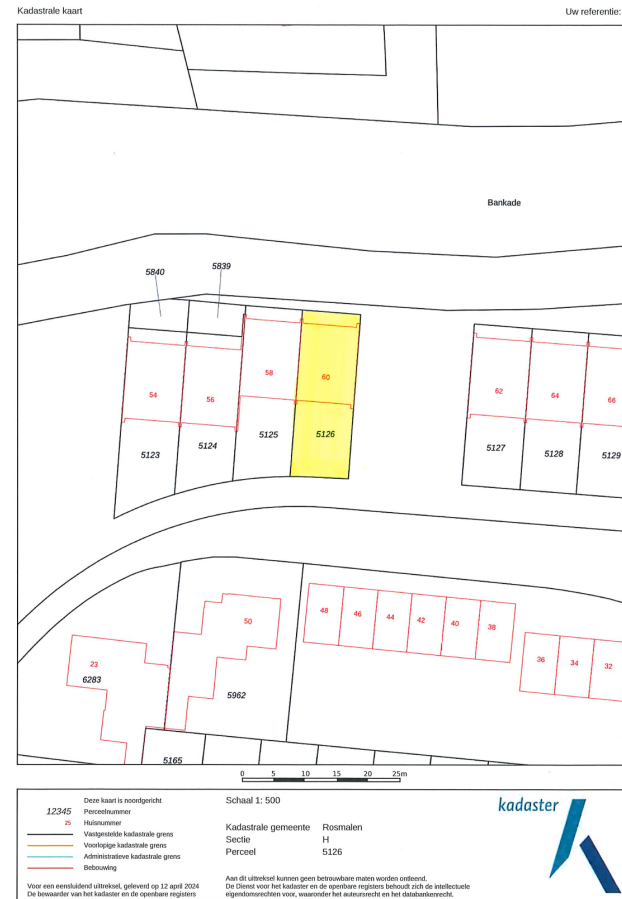 Kadastrale kaart Uw referentie:
Bankade
5840 5839
58
60
54 56
62 64 66
5125 5126
5123 5124
5127 5128 5129
48 46 44 42 40 38
50
36 34 32
23
6283
5962
5165
0 5 10 15 20 25m
Deze kaart is noordgericht
12345 Perceelnummer
25 Huisnummer
Vastgestelde kadastrale grens
Voorlopige kadastrale grens
Administratieve kadastrale grens
Bebouwing
Voor een eensluidend uittreksel, geleverd op 12 april 2024
De bewaarder van het kadaster en de openbare registers
Schaal 1: 500
Kadastrale gemeente Rosmalen
Sectie H
Perceel 5126
Aan dit uittreksel kunnen geen betrouwbare maten worden ontleend.
De Dienst voor het kadaster en de openbare registers behoudt zich de intellectuele
eigendomsrechten voor, waaronder het auteursrecht en het databankenrecht.
kadaster